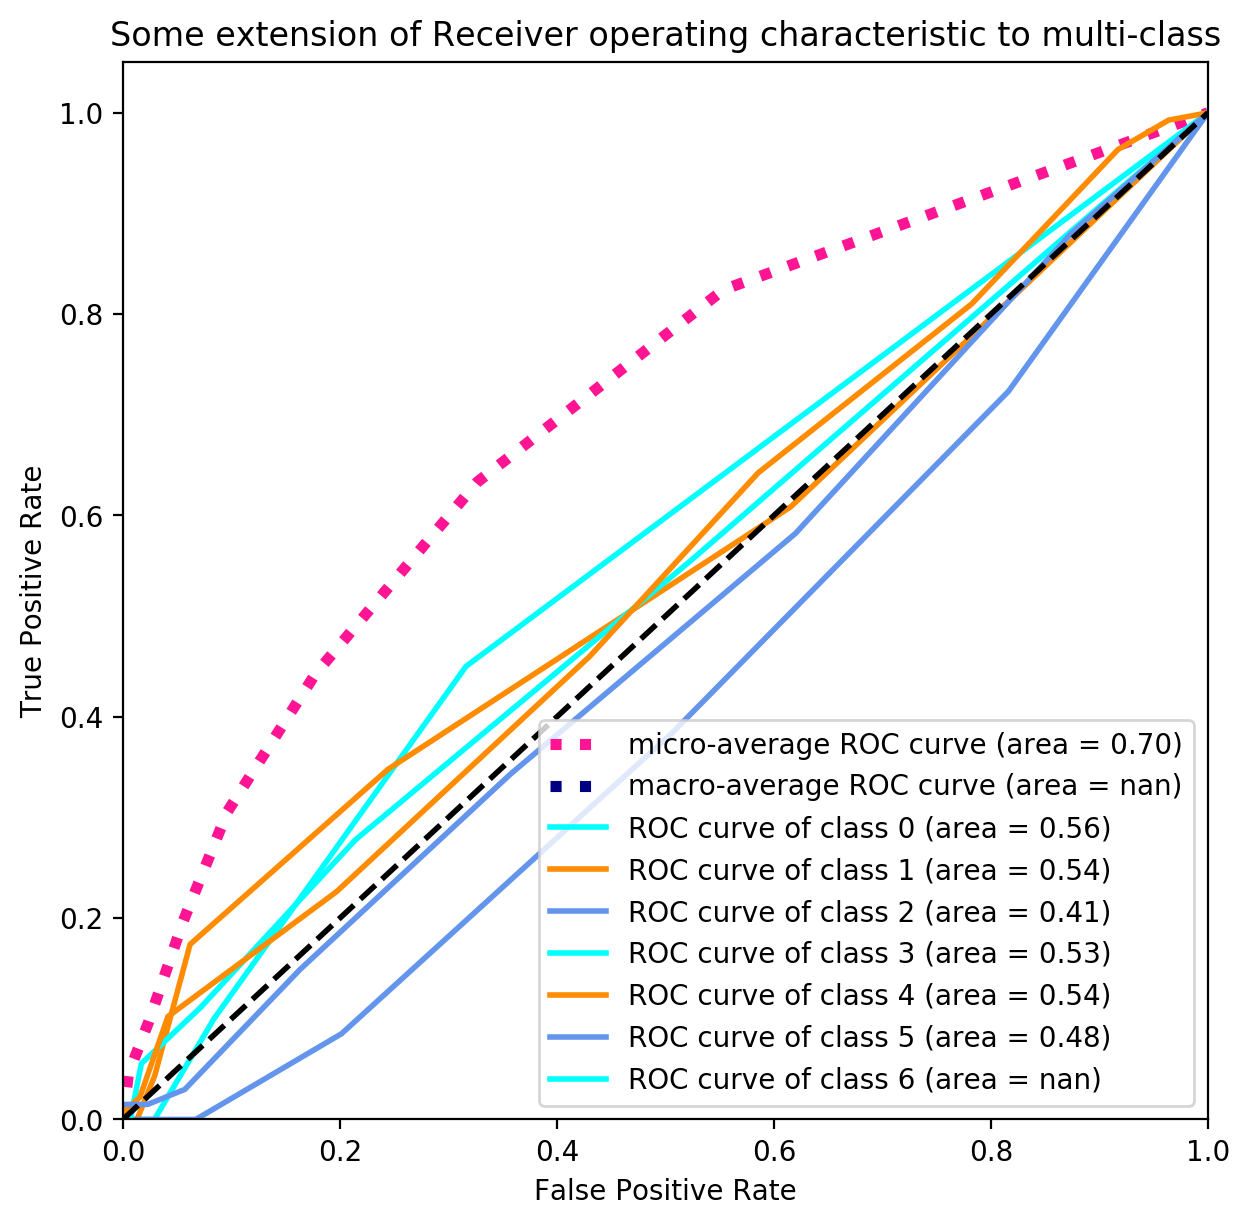 Some extension of Receiver operating characteristic to multi-class
1.0
0.8
0.6
0.4
0.2
0.0
True Positive Rate
micro-average ROC curve (area = 0.70)
macro-average ROC curve (area = nan)
ROC curve of class 0 (area = 0.56)
ROC curve of class 1 (area = 0.54)
ROC curve of class 2 (area = 0.41)
ROC curve of class 3 (area = 0.53)
ROC curve of class 4 (area = 0.54)
ROC curve of class 5 (area = 0.48)
ROC curve of class 6 (area = nan)
0.0 0.2 0.4 0.6 0.8 1.0
False Positive Rate